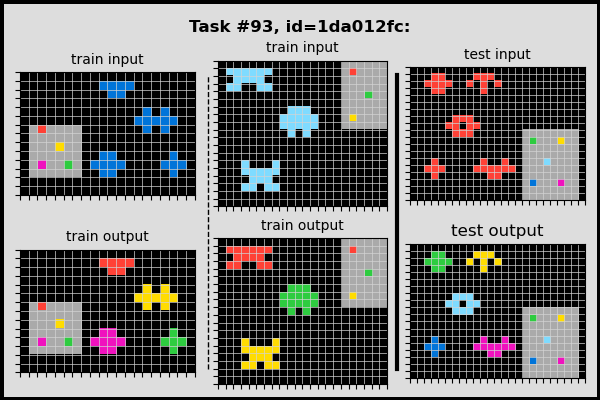 Task #93, id=1da012fc:
train input
train input
test input
train output
train output
test output